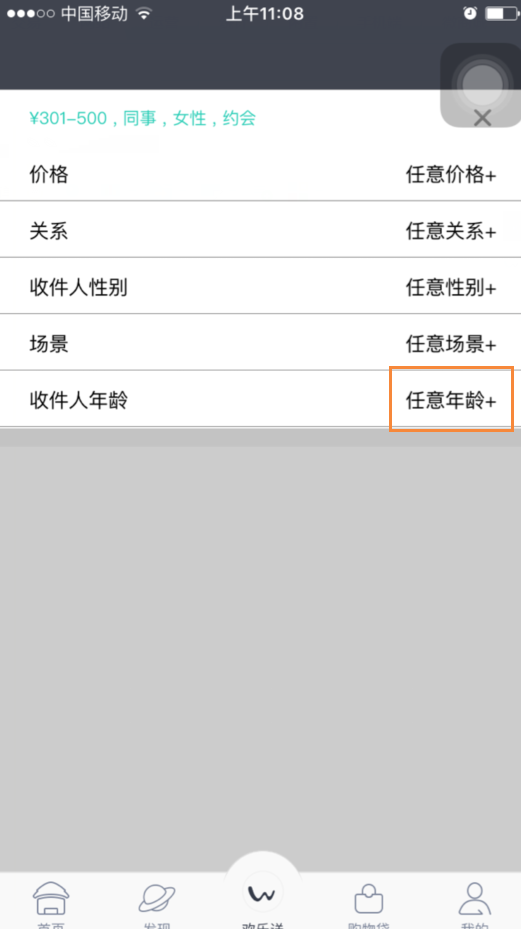 中国移动 上午11:08
¥301-500，同事，女性，约会
价格 任意价格+
关系 任意关系+
收件人性别 任意性别+
场景 任意场景+
收件人年龄 任意年龄+
首页 发现 欢乐送 购物袋 我的